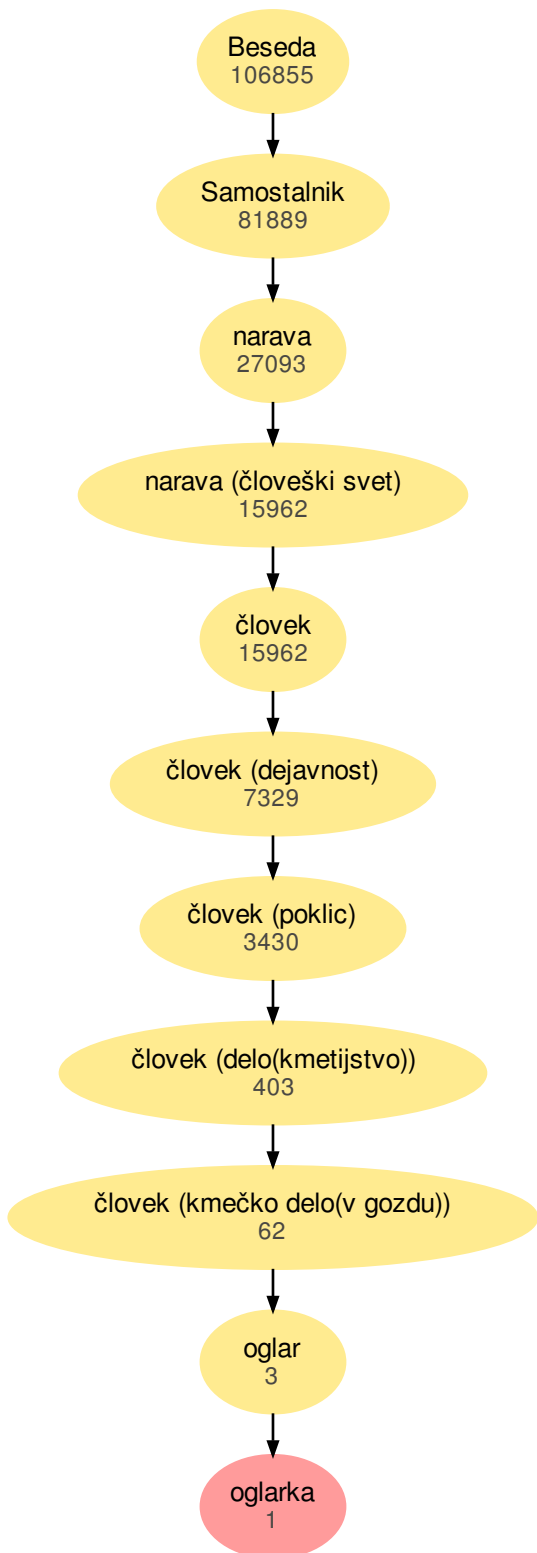 Beseda
106855
Samostalnik
81889
narava
27093
narava (človeški svet)
15962
človek
15962
človek (dejavnost)
7329
človek (poklic)
3430
človek (delo(kmetijstvo))
403
človek (kmečko delo(v gozdu))
62
oglar
3
oglarka
1